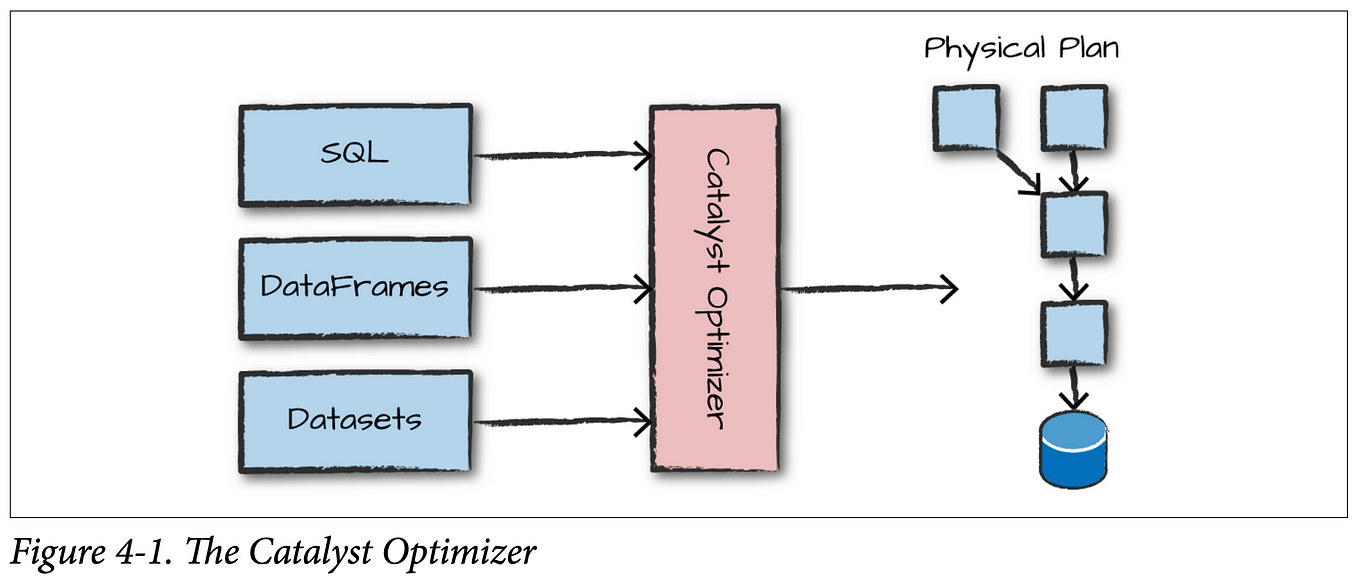 Physical Plan
SQL
DataFrames
Datasets
Catalyst Optimizer
Figure 4-1. The Catalyst Optimizer